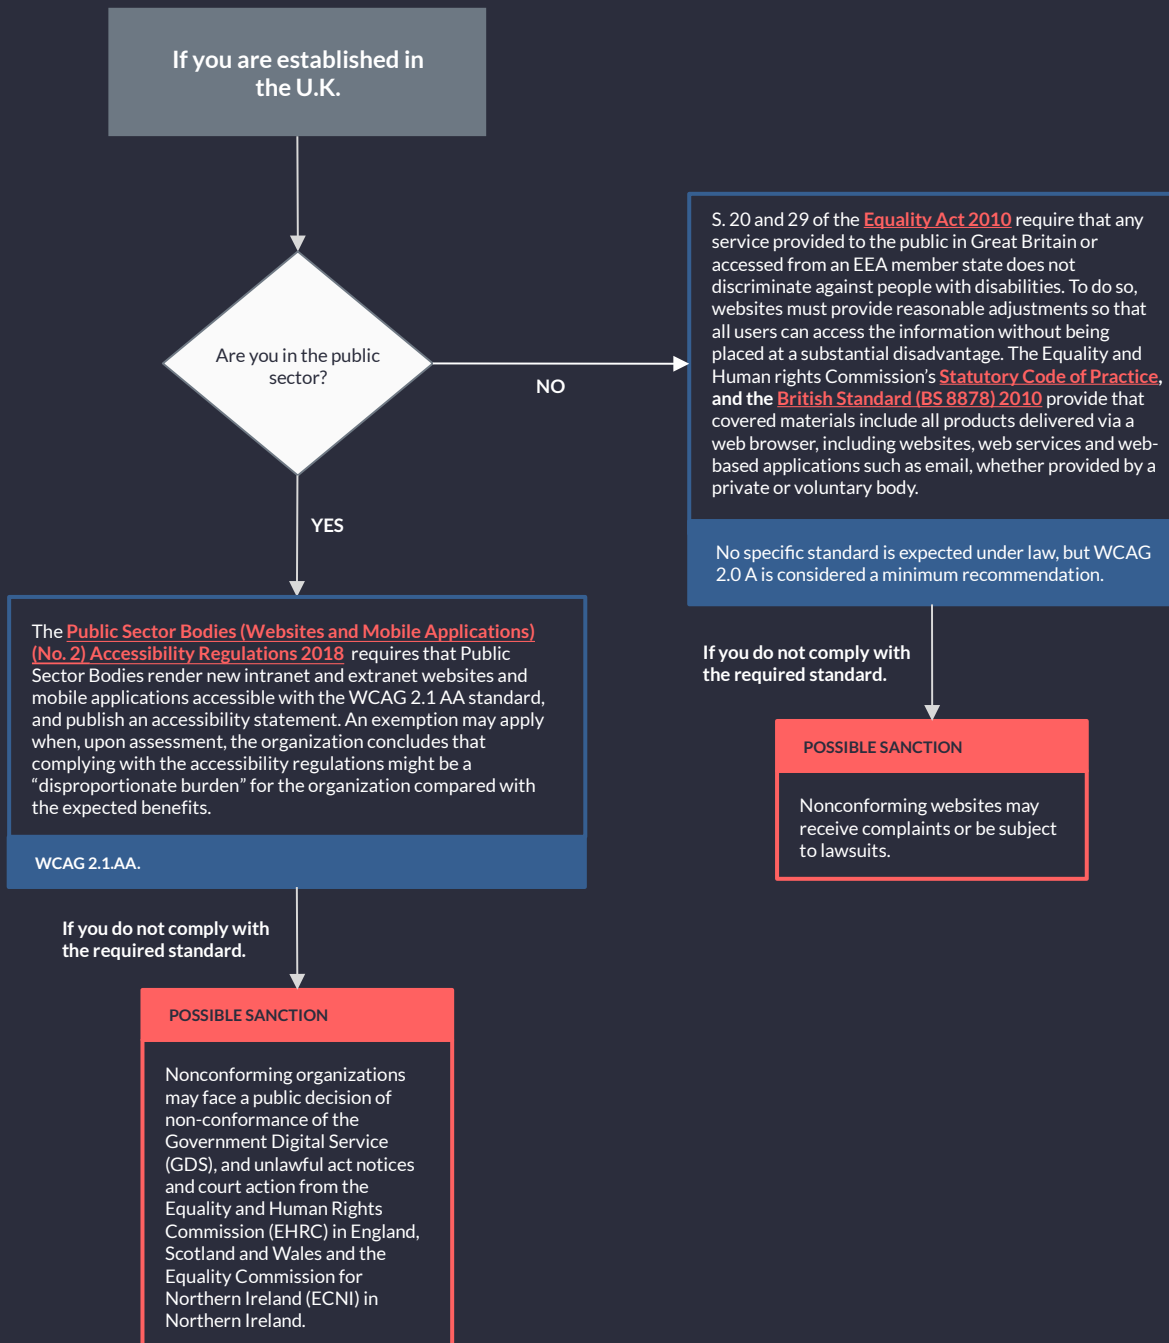 If you are established in
the U.K.
Are you in the public
sector?
NO
YES
S. 20 and 29 of the Equality Act 2010 require that any
service provided to the public in Great Britain or
accessed from an EEA member state does not
discriminate against people with disabilities. To do so,
websites must provide reasonable adjustments so that
all users can access the information without being
placed at a substantial disadvantage. The Equality and
Human rights Commission's Statutory Code of Practice,
and the British Standard (BS 8878) 2010 provide that
covered materials include all products delivered via a
web browser, including websites, web services and web-
based applications such as email, whether provided by a
private or voluntary body.
No specific standard is expected under law, but WCAG
2.0 A is considered a minimum recommendation.
If you do not comply with
the required standard.
POSSIBLE SANCTION
Nonconforming websites may
receive complaints or be subject
to lawsuits.
The Public Sector Bodies (Websites and Mobile Applications)
(No. 2) Accessibility Regulations 2018 requires that Public
Sector Bodies render new intranet and extranet websites and
mobile applications accessible with the WCAG 2.1 AA standard,
and publish an accessibility statement. An exemption may apply
when, upon assessment, the organization concludes that
complying with the accessibility regulations might be a
“disproportionate burden” for the organization compared with
the expected benefits.
WCAG 2.1.AA.
If you do not comply with
the required standard.
POSSIBLE SANCTION
Nonconforming organizations
may face a public decision of
non-conformance of the
Government Digital Service
(GDS), and unlawful act notices
and court action from the
Equality and Human Rights
Commission (EHRC) in England,
Scotland and Wales and the
Equality Commission for
Northern Ireland (ECNI) in
Northern Ireland.